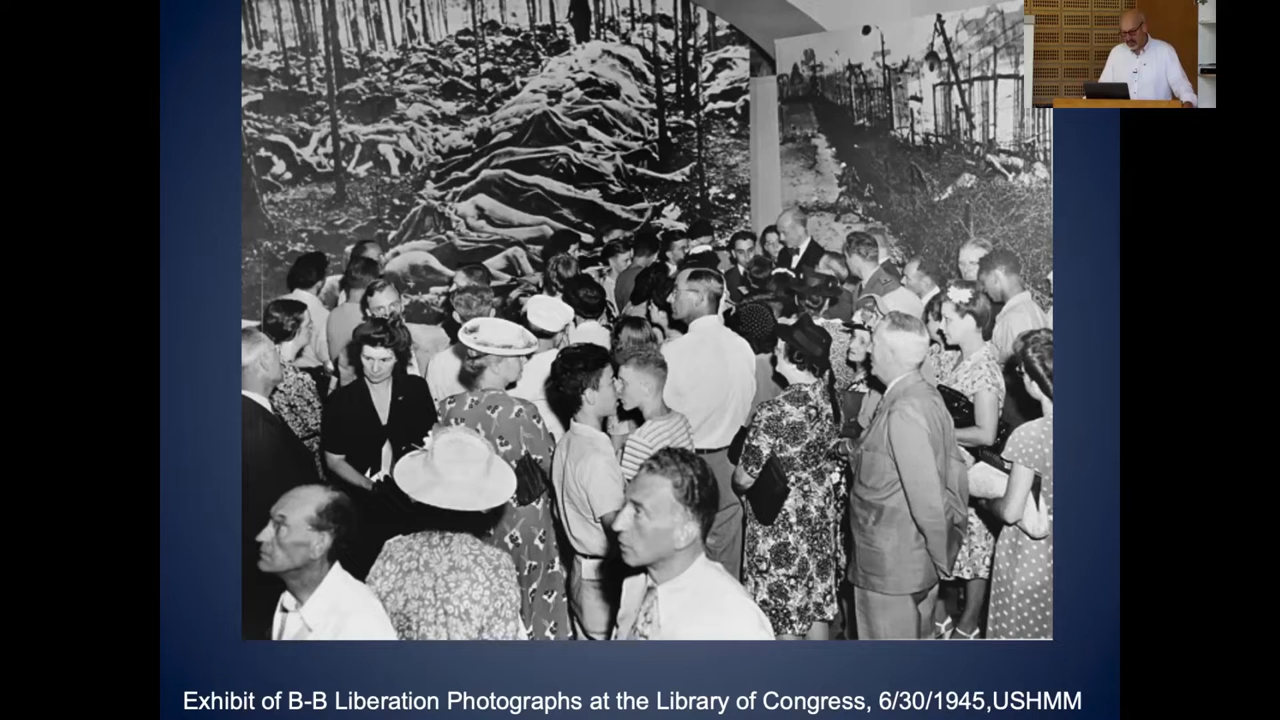 Exhibit of B-B Liberation Photographs at the Library of Congress, 6/30/1945,USHMM